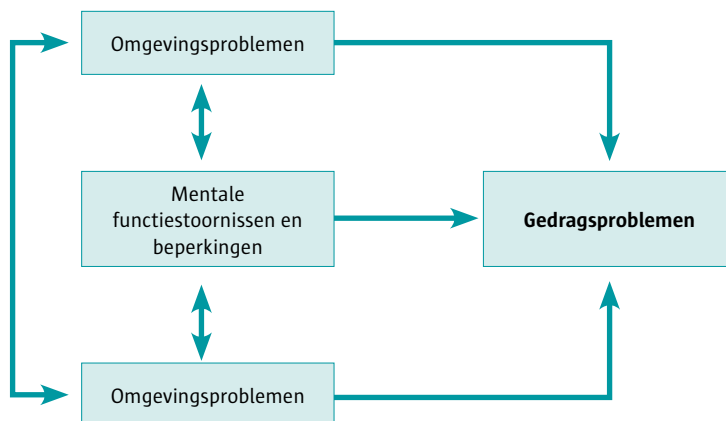 Omgevingsproblemen
Mentale
functiestoornissen en
beperkingen
Gedragsproblemen
Omgevingsproblemen